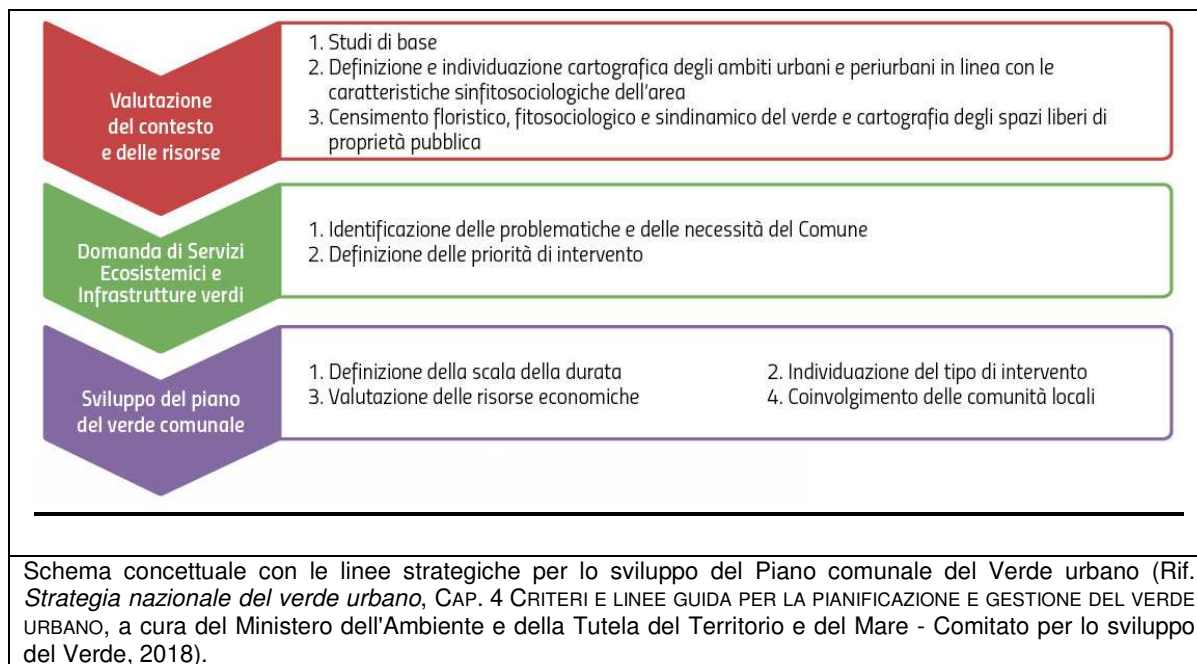 Valutazione
del contesto
e delle risorse
1. Studi di base
2. Definizione e individuazione cartografica degli ambiti urbani e periurbani in linea con le
caratteristiche sinfitosociologiche dell'area
3. Censimento floristico, fitosociologico e sindinamico del verde e cartografia degli spazi liberi di
proprietà pubblica
Domanda di Servizi
Ecosistemici e
Infrastrutture verdi
1. Identificazione delle problematiche e delle necessità del Comune
2. Definizione delle priorità di intervento
Sviluppo del piano
del verde comunale
1. Definizione della scala della durata 2. Individuazione del tipo di intervento
3. Valutazione delle risorse economiche 4. Coinvolgimento delle comunità locali
Schema concettuale con le linee strategiche per lo sviluppo del Piano comunale del Verde urbano (Rif.
Strategia nazionale del verde urbano, CAP. 4 CRITERI E LINEE GUIDA PER LA PIANIFICAZIONE E GESTIONE DEL VERDE
URBANO, a cura del Ministero dell'Ambiente e della Tutela del Territorio e del Mare - Comitato per lo sviluppo
del Verde, 2018).